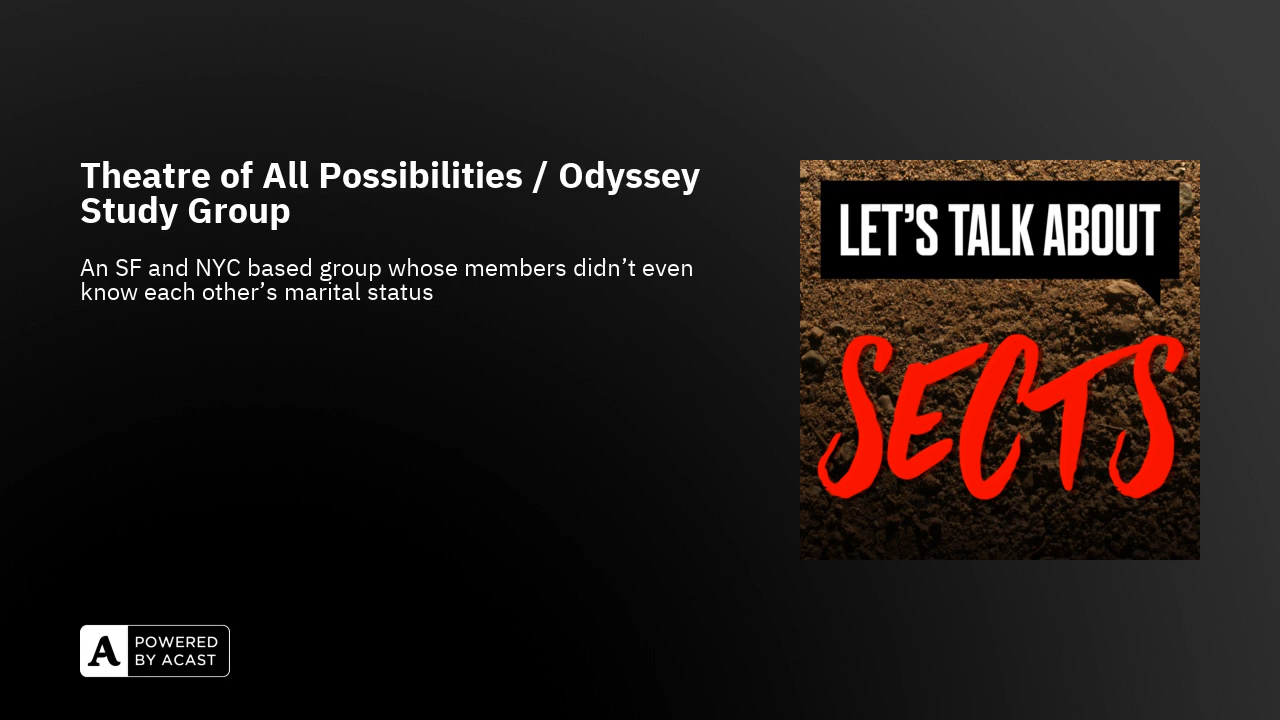 Theatre of All Possibilities / Odyssey
Study Group
An SF and NYC based group whose members didn’t even
know each other’s marital status
LET’S TALK ABOUT
SECTS
A
POWERED
BY ACAST